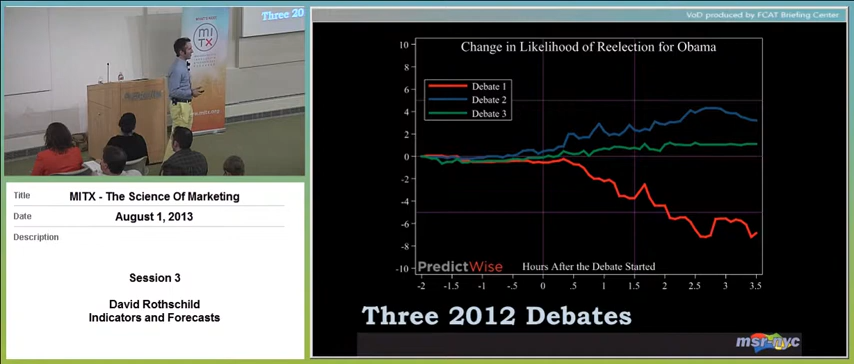 VoD produced by FCAT Briefing Center
Three 20
MITX
Title MITX - The Science Of Marketing
Date August 1, 2013
Description
Session 3
David Rothschild
Indicators and Forecasts
Change in Likelihood of Reelection for Obama
Debate 1
Debate 2
Debate 3
10
8
6
4
2
0
-2
-4
-6
-8
-10
PredictWise
Hours After the Debate Started
-2 -1.5 -1 -.5 0 .5 1 1.5 2 2.5 3 3.5
Three 2012 Debates
msr-nyc